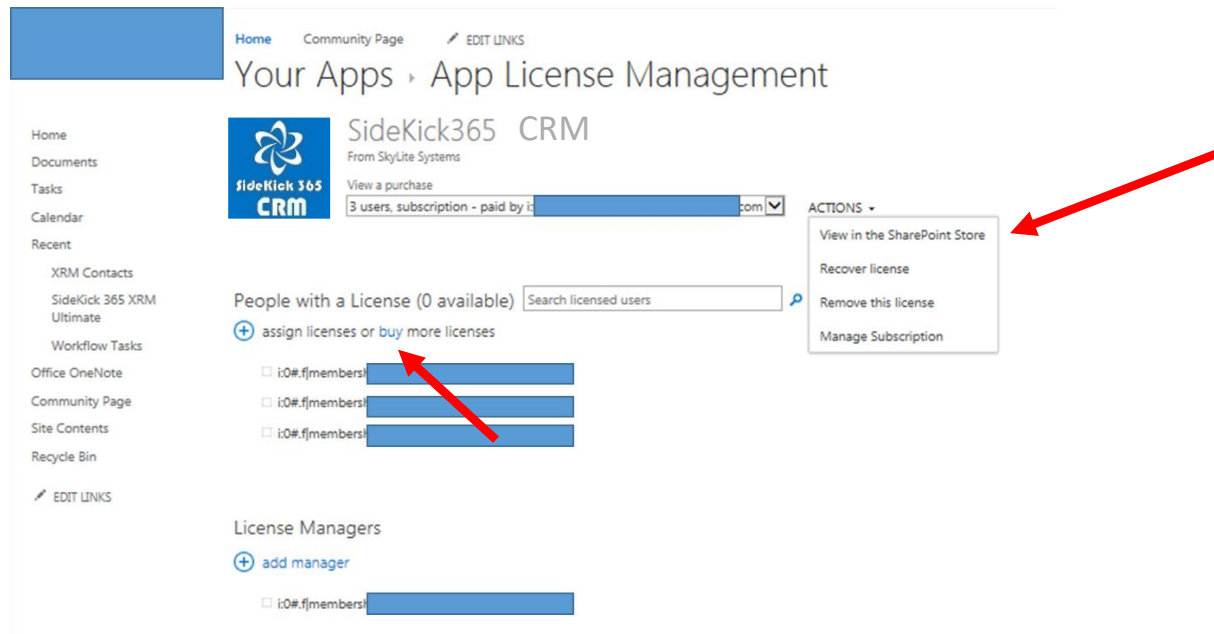 Home Community Page EDIT LINKS
Your Apps ▸ App License Management
Home
Documents
Tasks
Calendar
Recent
XRM Contacts
SideKick 365 XRM
Ultimate
Workflow Tasks
Office OneNote
Community Page
Site Contents
Recycle Bin
EDIT LINKS
SideKick 365
CRM
SideKick365 CRM
From SkyLite Systems
View a purchase
3 users, subscription - paid by i: com
ACTIONS
View in the SharePoint Store
Recover license
Remove this license
Manage Subscription
People with a License (0 available) Search licensed users
assign licenses or buy more licenses
i:0#.f|members
i:0#.f|members
i:0#.f|members
License Managers
add manager
i:0#.f|members